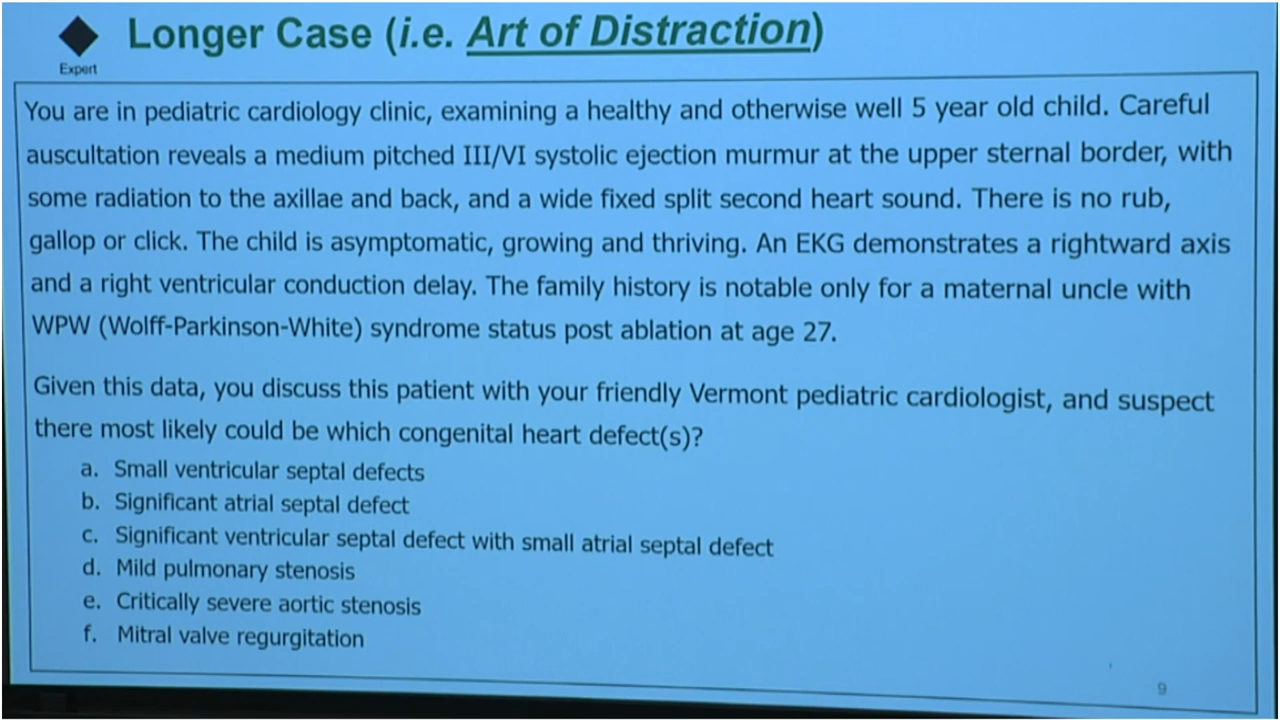 Longer Case (i.e. Art of Distraction)
Expert
You are in pediatric cardiology clinic, examining a healthy and otherwise well 5 year old child. Careful
auscultation reveals a medium pitched III/VI systolic ejection murmur at the upper sternal border, with
some radiation to the axillae and back, and a wide fixed split second heart sound. There is no rub,
gallop or click. The child is asymptomatic, growing and thriving. An EKG demonstrates a rightward axis
and a right ventricular conduction delay. The family history is notable only for a maternal uncle with
WPW (Wolff-Parkinson-White) syndrome status post ablation at age 27.
Given this data, you discuss this patient with your friendly Vermont pediatric cardiologist, and suspect
there most likely could be which congenital heart defect(s)?
a. Small ventricular septal defects
b. Significant atrial septal defect
c. Significant ventricular septal defect with small atrial septal defect
d. Mild pulmonary stenosis
e. Critically severe aortic stenosis
f. Mitral valve regurgitation
9